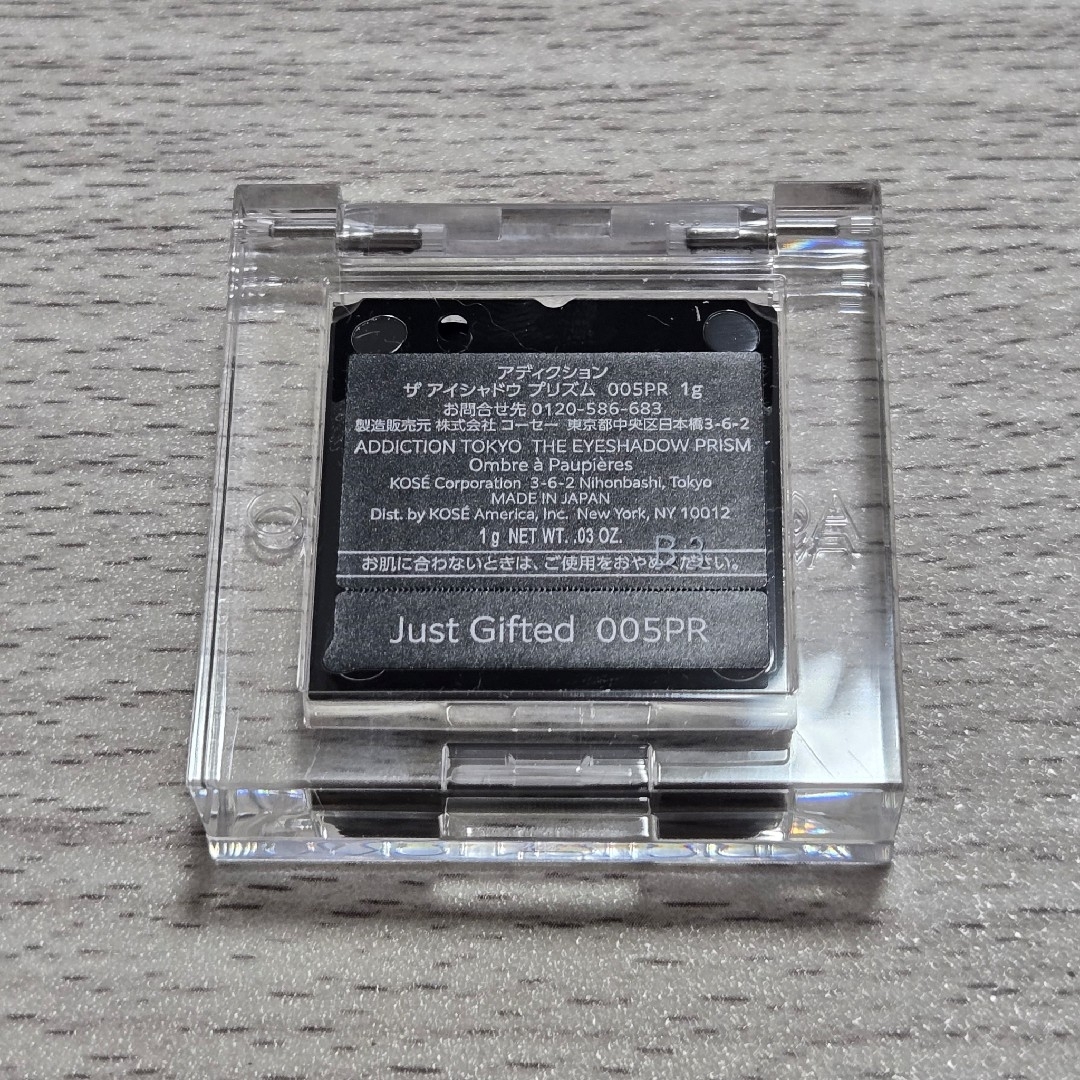 アディクション
ザ アイシャドウ プリズム 005PR 1g
お問合せ先 0120-586-683
製造販売元 株式会社 コーセー 東京都中央区日本橋3-6-2
ADDICTION TOKYO THE EYESHADOW PRISM
Ombre à Paupières
KOSÉ Corporation 3-6-2 Nihonbashi, Tokyo
MADE IN JAPAN
Dist. by KOSÉ America, Inc. New York, NY 10012
1g NET WT. .03 OZ.
お肌に合わないときは、ご使用をおやめください。
Just Gifted 005PR